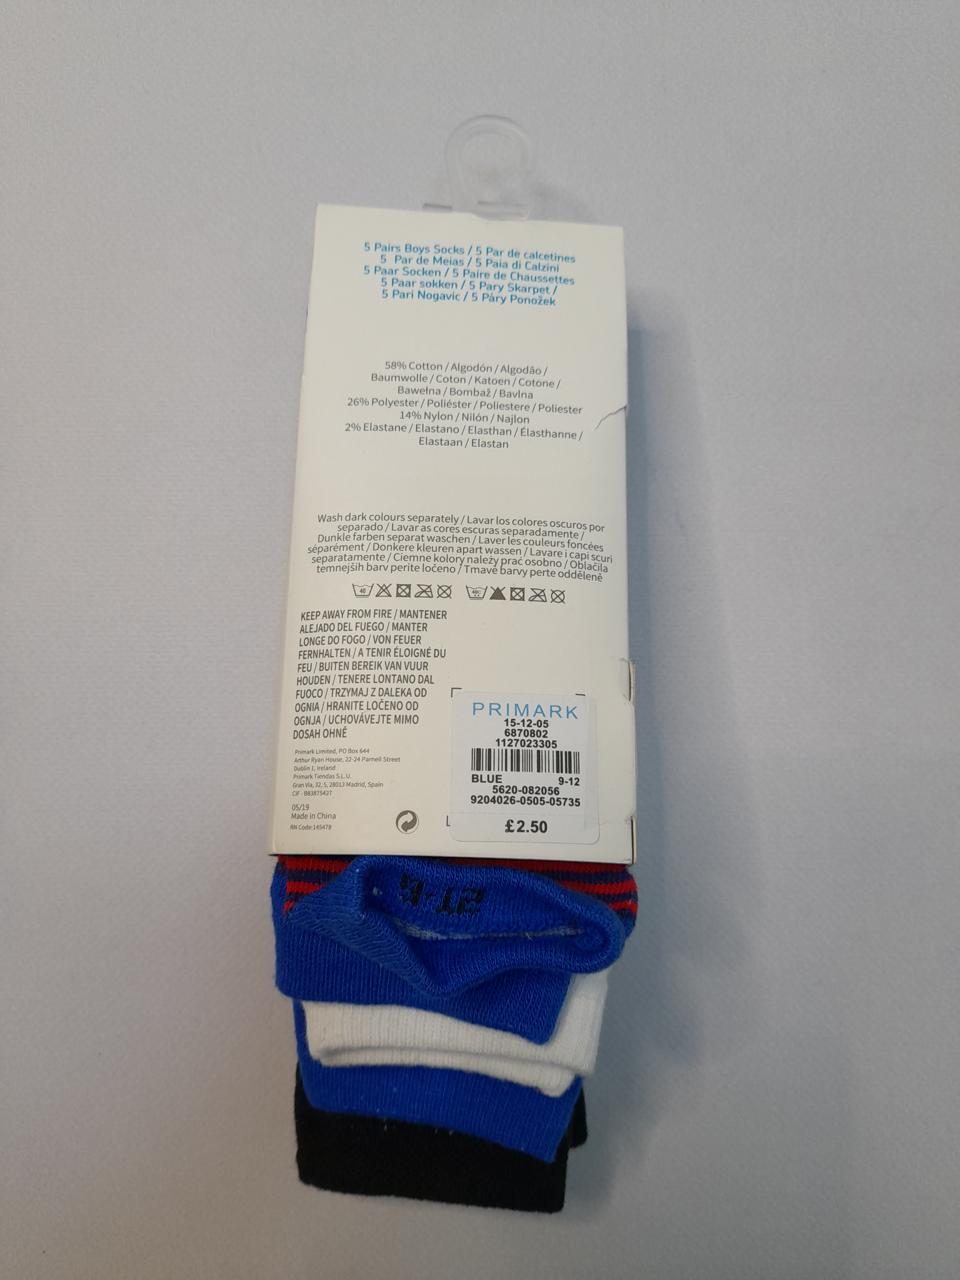 5 Pairs Boys Socks / 5 Par de calcetines
5 Par de Meias / 5 Paia di Calzini
5 Paar Socken / 5 Paire de Chaussettes
5 Paar sokken / 5 Pary Skarpet /
5 Pari Nogavic / 5 Páry Ponožek
58% Cotton / Algodón / Algodão /
Baumwolle / Coton / Katoen / Cotone /
Bawełna / Bombaž / Bavlna
26% Polyester / Poliéster / Poliestere / Poliester
14% Nylon / Nilón / Najlon
2% Elastane / Elastano / Elasthan / Élasthanne /
Elastaan / Elastan
Wash dark colours separately / Lavar los colores oscuros por
separado / Lavar as cores escuras separadamente /
Dunkle farben separat waschen / Laver les couleurs foncées
séparément / Donkere kleuren apart wassen / Lavare i capi scuri
separatamente / Ciemne kolory należy prać osobno / Oblačila
temnejših barv perite ločeno / Tmavé barvy perte odděleně
40 40
KEEP AWAY FROM FIRE / MANTENER
ALEJADO DEL FUEGO / MANTER
LONGE DO FOGO / VON FEUER
FERNHALTEN / A TENIR ÉLOIGNÉ DU
FEU / BUITEN BEREIK VAN VUUR
HOUDEN / TENERE LONTANO DAL
FUOCO / TRZYMAJ Z DALEKA OD
OGNIA / HRANITE LOČENO OD
OGNJA / UCHOVÁVEJTE MIMO
DOSAH OHNĚ
Primark Limited, PO Box 644
Arthur Ryan House, 22-24 Parnell Street
Dublin 1, Ireland
Primark Tiendas S.L.U.
Gran Vía, 32, 5, 28013 Madrid, Spain
CIF - B83875427
05/19
Made in China
RN Code:145478
PRIMARK
15-12-05
6870802
1127023305
BLUE 9-12
5620-082056
9204026-0505-05735
£2.50